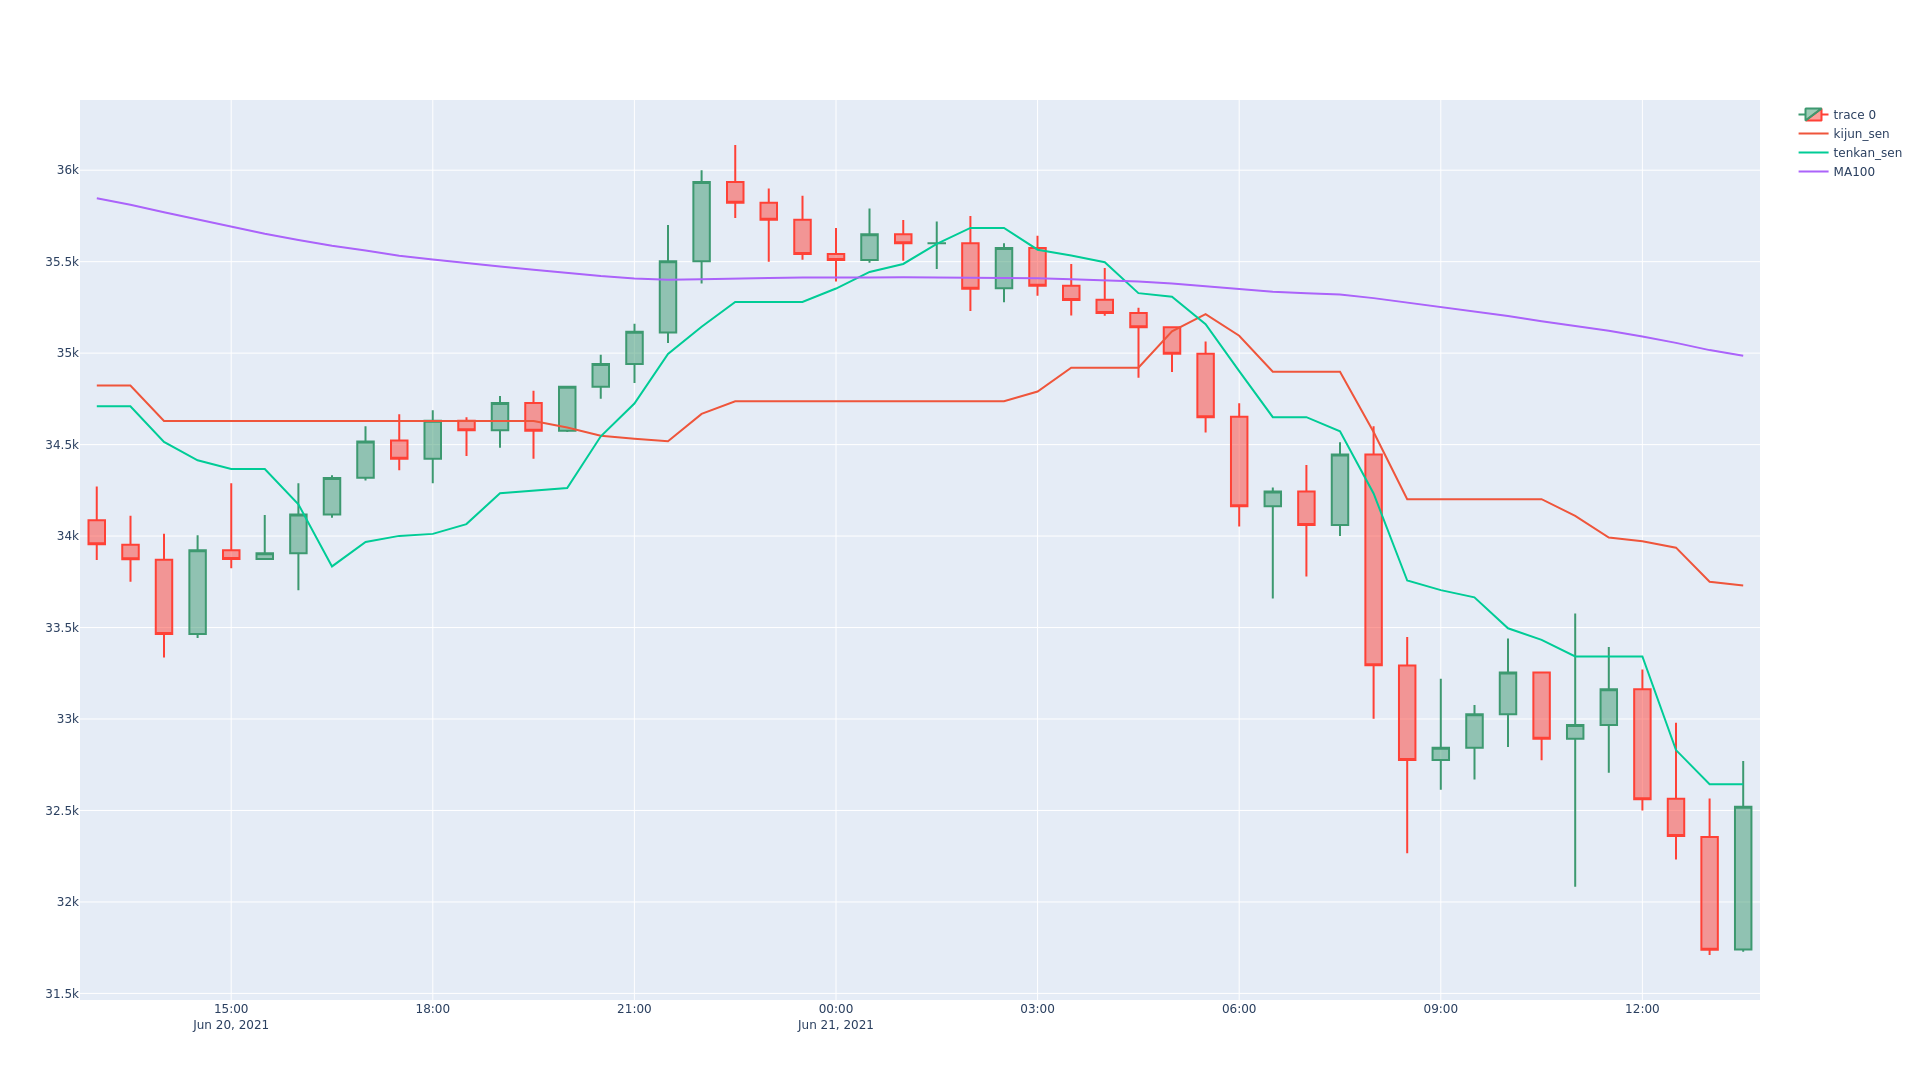 trace 0
kijun_sen
tenkan_sen
MA100
36k
35.5k
35k
34.5k
34k
33.5k
33k
32.5k
32k
31.5k
15:00 18:00 21:00 00:00 03:00 06:00 09:00 12:00
Jun 20, 2021 Jun 21, 2021